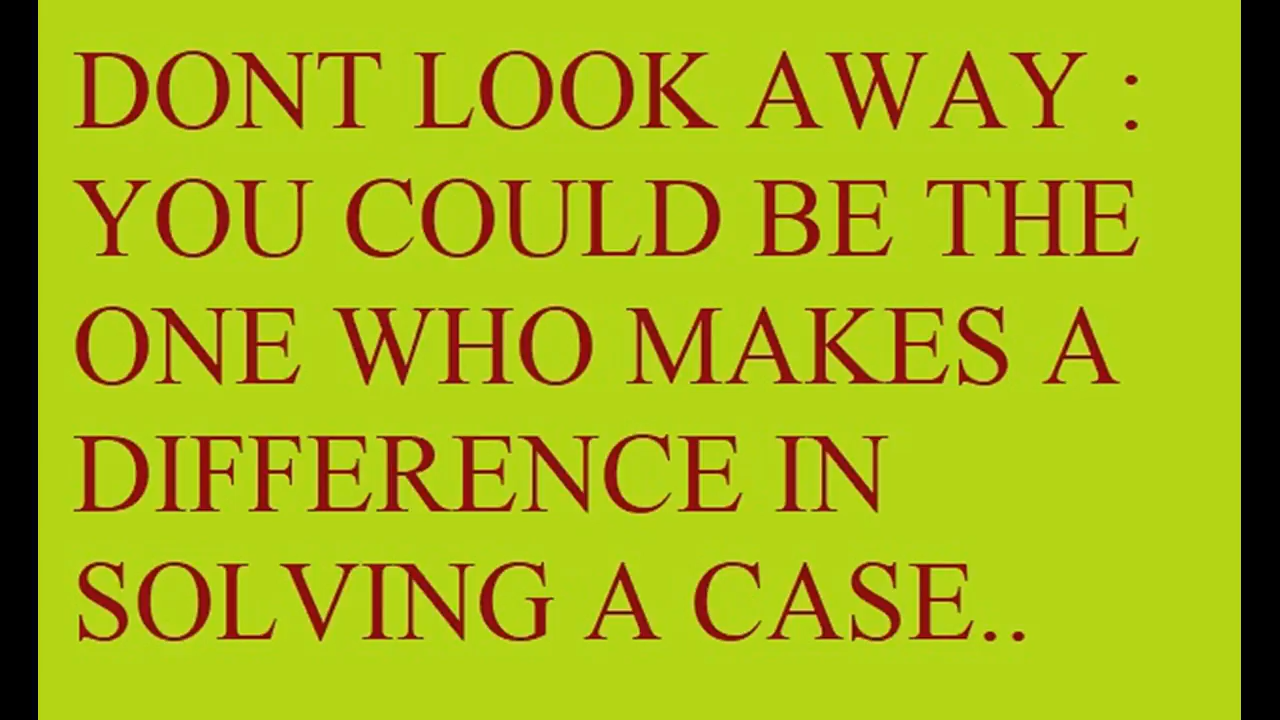 DONT LOOK AWAY :
YOU COULD BE THE
ONE WHO MAKES A
DIFFERENCE IN
SOLVING A CASE..